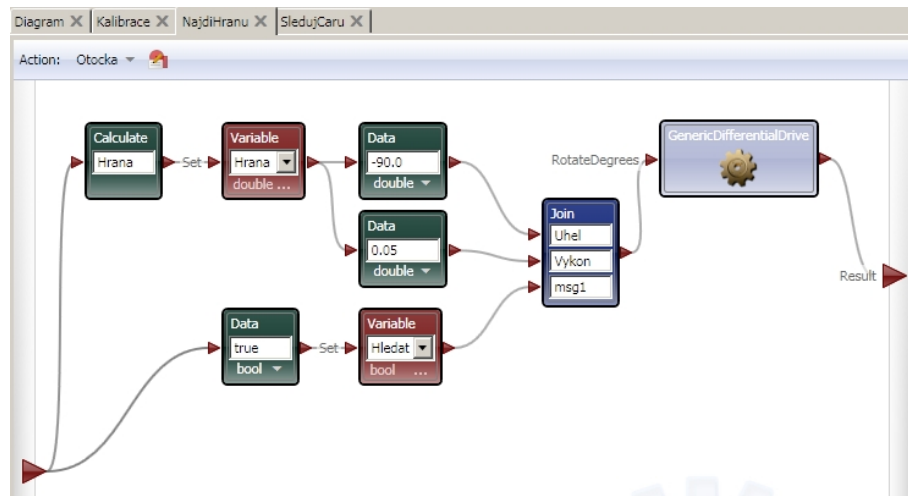 Diagram Kalibrace NajdiHranu SledujCaru
Action: Otocka
Calculate
Hrana
Set
Variable
Hrana
double ...
Data
-90.0
double
Data
0.05
double
Join
Uhel
Vykon
msg1
RotateDegrees
GenericDifferentialDrive
Result
Data
true
bool
Set
Variable
Hledat
bool ...